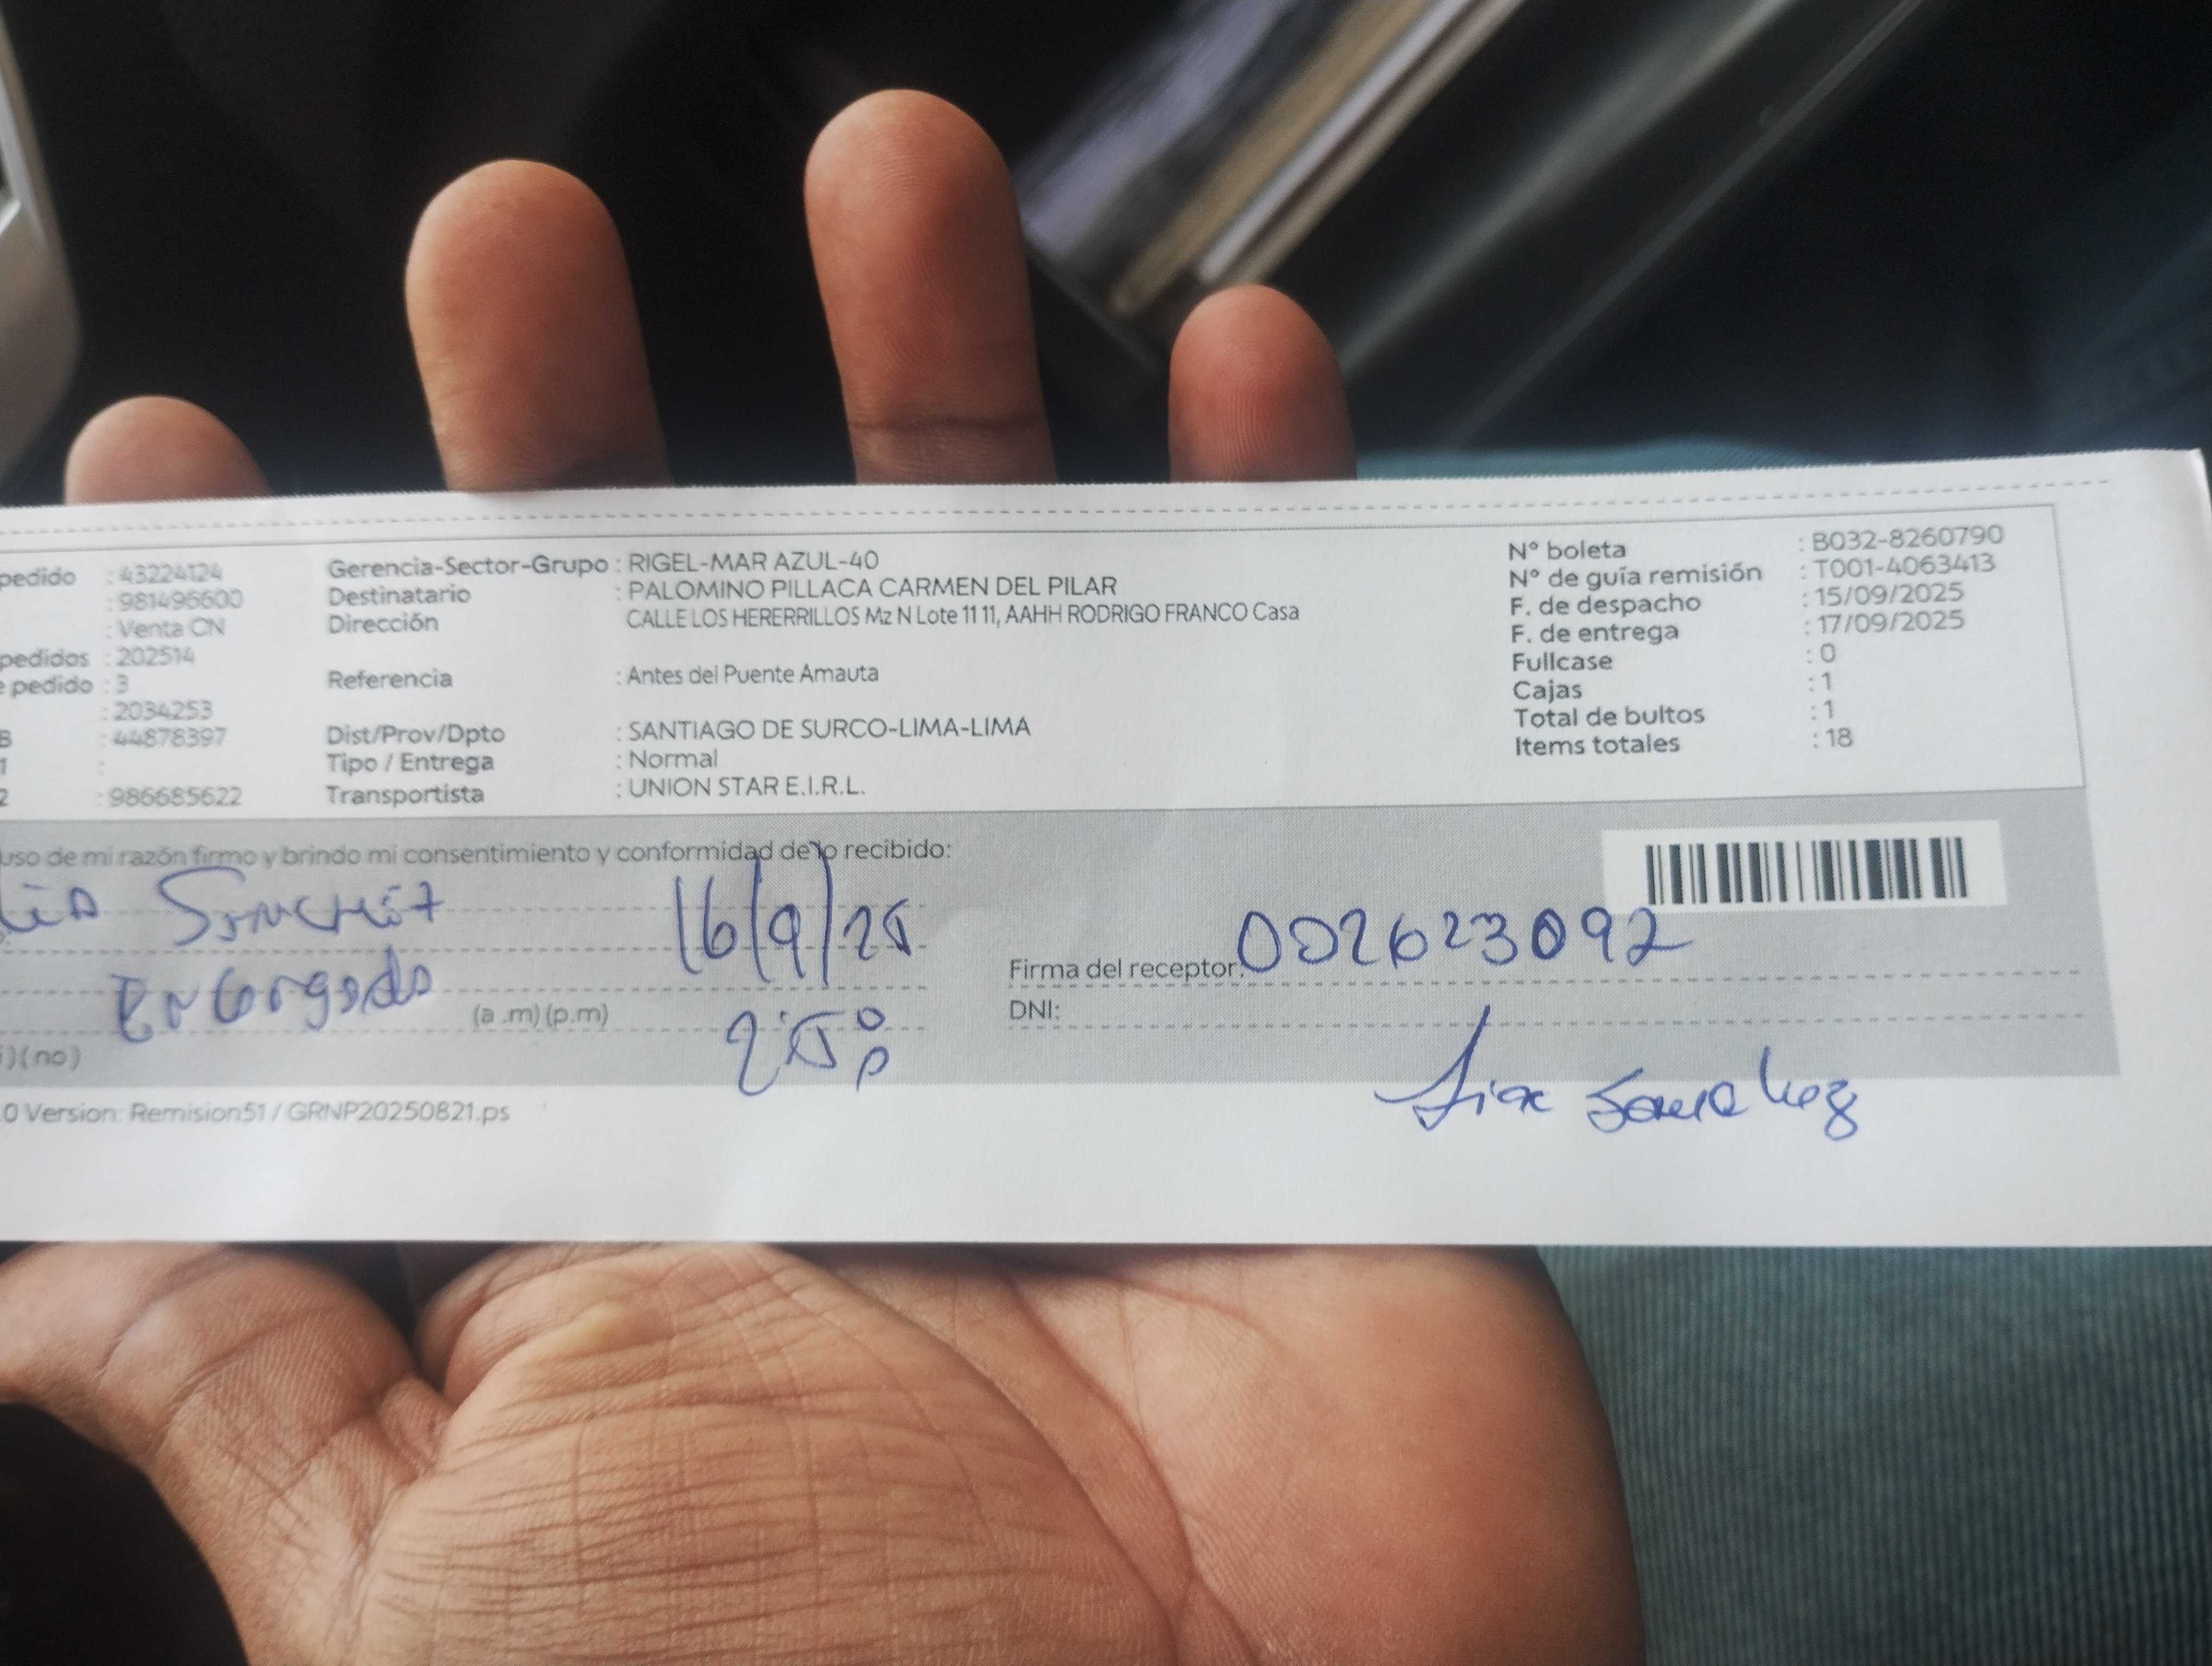 pedido : 43224124
: 981496600
: Venta CN
pedidos : 202514
e pedido : 3
: 2034253
B : 44878397
1 :
2 : 986685622
Gerencia-Sector-Grupo : RIGEL-MAR AZUL-40
Destinatario : PALOMINO PILLACA CARMEN DEL PILAR
Dirección CALLE LOS HERERRILLOS Mz N Lote 11 11, AAHH RODRIGO FRANCO Casa
Referencia : Antes del Puente Amauta
Dist/Prov/Dpto : SANTIAGO DE SURCO-LIMA-LIMA
Tipo / Entrega : Normal
Transportista : UNION STAR E.I.R.L.
N° boleta : B032-8260790
N° de guía remisión : T001-4063413
F. de despacho : 15/09/2025
F. de entrega : 17/09/2025
Fullcase : 0
Cajas : 1
Total de bultos : 1
Items totales : 18
uso de mi razón firmo y brindo mi consentimiento y conformidad de lo recibido:
16/9/25
Encargado
(a .m) (p.m)
)( no )
Firma del receptor: 002623092
DNI:
Sanchez
0 Version: Remision51 / GRNP20250821.ps